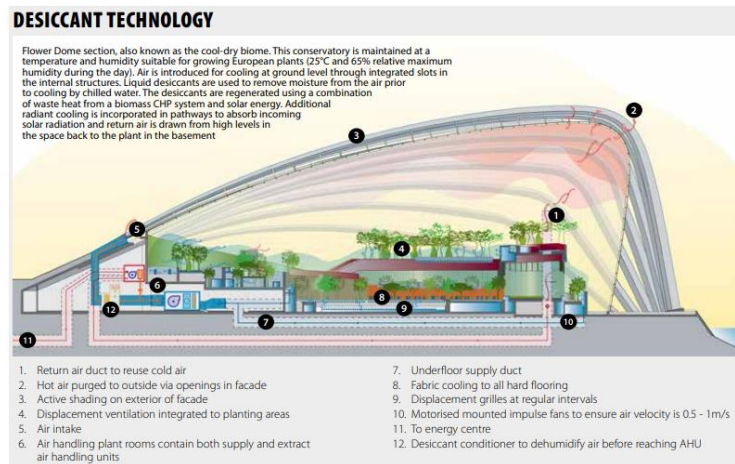 DESICCANT TECHNOLOGY
Flower Dome section, also known as the cool-dry biome. This conservatory is maintained at a
temperature and humidity suitable for growing European plants (25°C and 65% relative maximum
humidity during the day). Air is introduced for cooling at ground level through integrated slots in
the internal structures. Liquid desiccants are used to remove moisture from the air prior
to cooling by chilled water. The desiccants are regenerated using a combination
of waste heat from a biomass CHP system and solar energy. Additional
radiant cooling is incorporated in pathways to absorb incoming
solar radiation and return air is drawn from high levels in
the space back to the plant in the basement
2
3
1
5
4
6
8
9
12
7
10
11
1. Return air duct to reuse cold air
2. Hot air purged to outside via openings in facade
3. Active shading on exterior of facade
4. Displacement ventilation integrated to planting areas
5. Air intake
6. Air handling plant rooms contain both supply and extract
air handling units
7. Underfloor supply duct
8. Fabric cooling to all hard flooring
9. Displacement grilles at regular intervals
10. Motorised mounted impulse fans to ensure air velocity is 0.5 - 1m/s
11. To energy centre
12. Desiccant conditioner to dehumidify air before reaching AHU